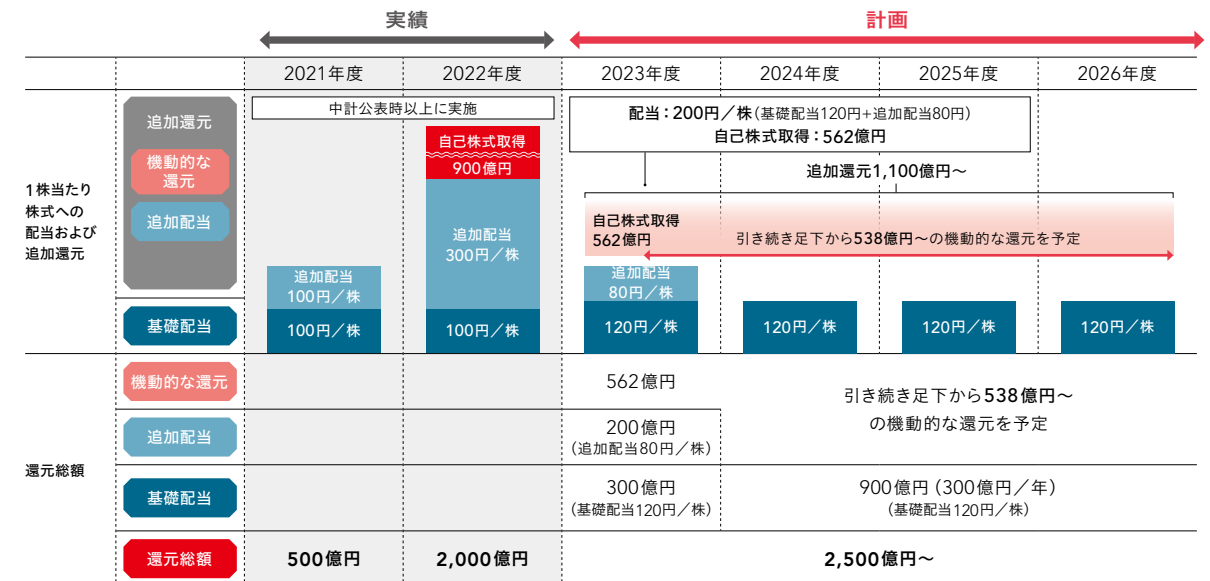 実績
計画
2021年度
2022年度
2023年度
2024年度
2025年度
2026年度
1株当たり
株式への
配当および
追加還元
追加還元
機動的な
還元
追加配当
基礎配当
中計公表時以上に実施
追加配当
100円／株
100円／株
自己株式取得
900億円
追加配当
300円／株
100円／株
配当：200円／株（基礎配当120円+追加配当80円）
自己株式取得：562億円
追加還元1,100億円～
自己株式取得
562億円
引き続き足下から538億円～の機動的な還元を予定
追加配当
80円／株
120円／株
120円／株
120円／株
120円／株
還元総額
機動的な還元
562億円
引き続き足下から538億円～
の機動的な還元を予定
追加配当
200億円
（追加配当80円／株）
基礎配当
300億円
（基礎配当120円／株）
900億円（300億円／年）
（基礎配当120円／株）
還元総額
500億円
2,000億円
2,500億円～